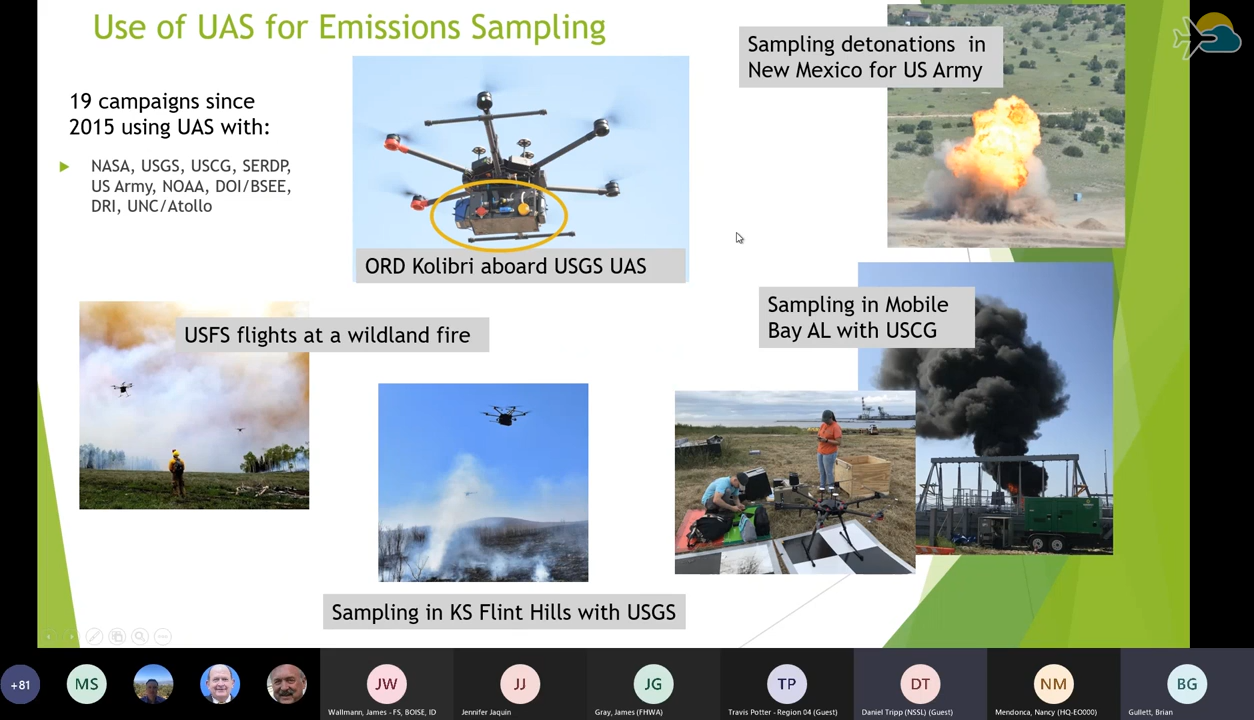 Use of UAS for Emissions Sampling
19 campaigns since
2015 using UAS with:
NASA, USGS, USCG, SERDP,
US Army, NOAA, DOI/BSEE,
DRI, UNC/Atollo
ORD Kolibri aboard USGS UAS
Sampling detonations in
New Mexico for US Army
USFS flights at a wildland fire
Sampling in Mobile
Bay AL with USCG
Sampling in KS Flint Hills with USGS
+81
MS
JW
JJ
JG
TP
DT
NM
BG
Wallmann, James - FS, BOISE, ID
Jennifer Jaquin
Gray, James (FHWA)
Travis Potter - Region 04 (Guest)
Daniel Tripp (NSSL) (Guest)
Mendonca, Nancy (HQ-EO000)
Gullett, Brian